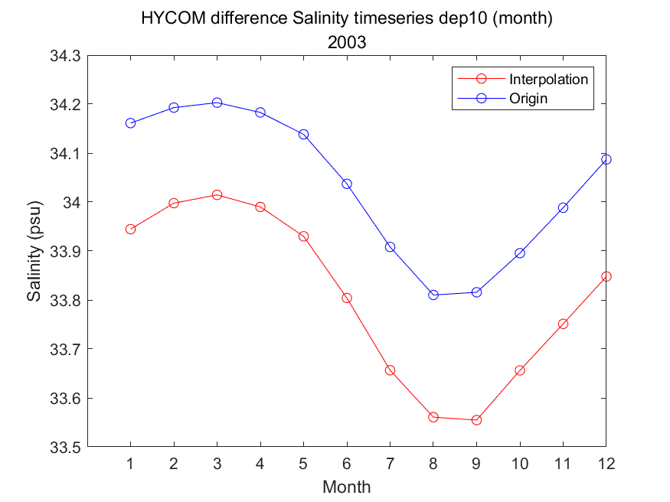 HYCOM difference Salinity timeseries dep10 (month)
2003
Interpolation
Origin
Salinity (psu)
34.3
34.2
34.1
34
33.9
33.8
33.7
33.6
33.5
1 2 3 4 5 6 7 8 9 10 11 12
Month